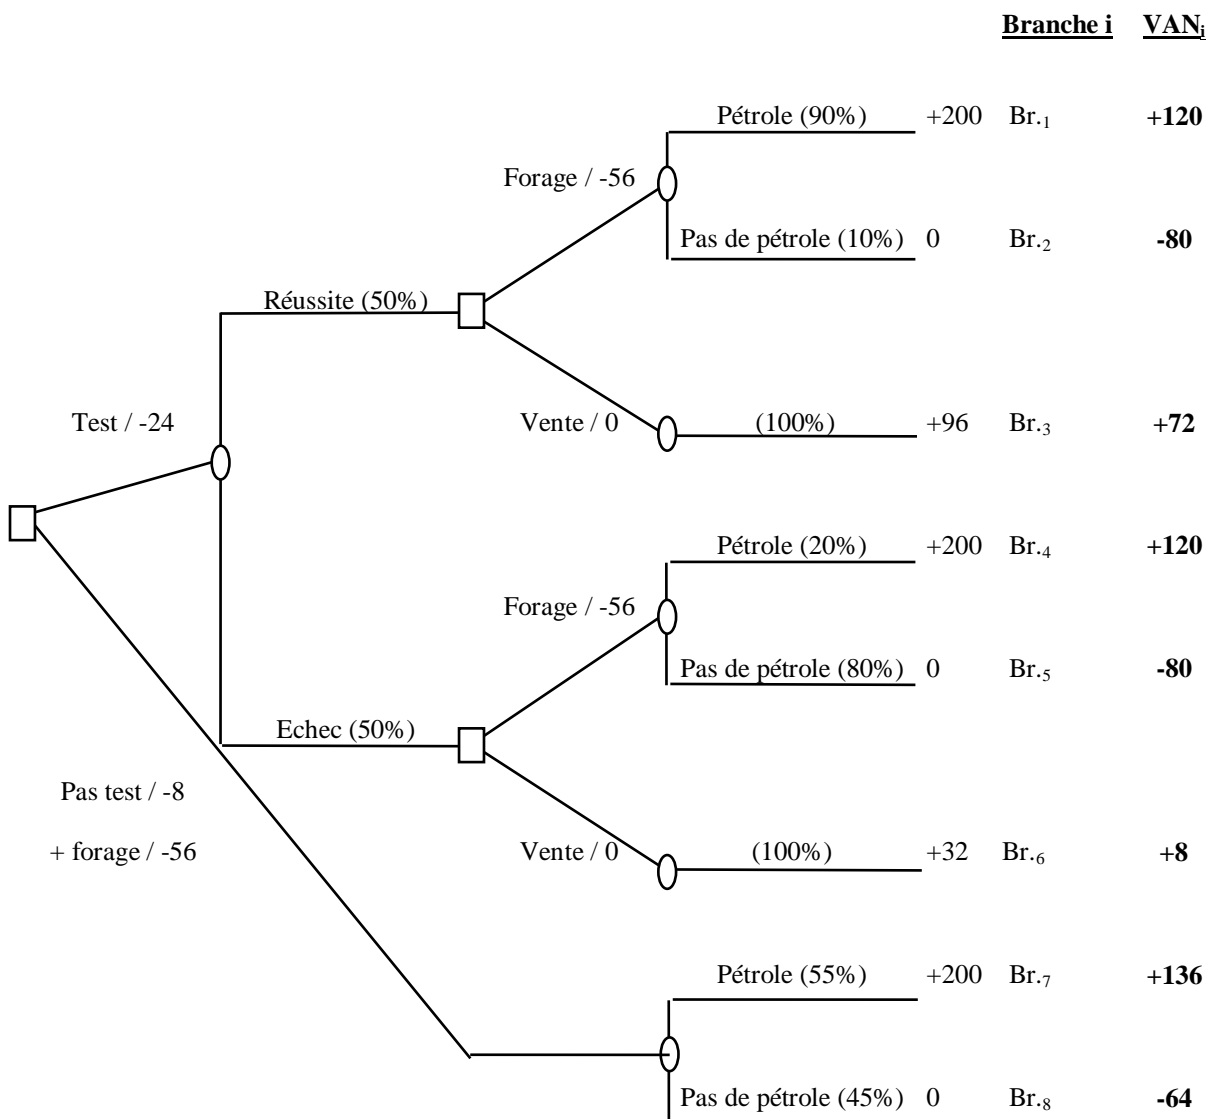 Branche i VANi
Pétrole (90%) +200 Br.1 +120
Forage / -56
Pas de pétrole (10%) 0 Br.2 -80
Réussite (50%)
Test / -24
Vente / 0 (100%) +96 Br.3 +72
Pétrole (20%) +200 Br.4 +120
Forage / -56
Pas de pétrole (80%) 0 Br.5 -80
Echec (50%)
Pas test / -8
+ forage / -56
Vente / 0 (100%) +32 Br.6 +8
Pétrole (55%) +200 Br.7 +136
Pas de pétrole (45%) 0 Br.8 -64